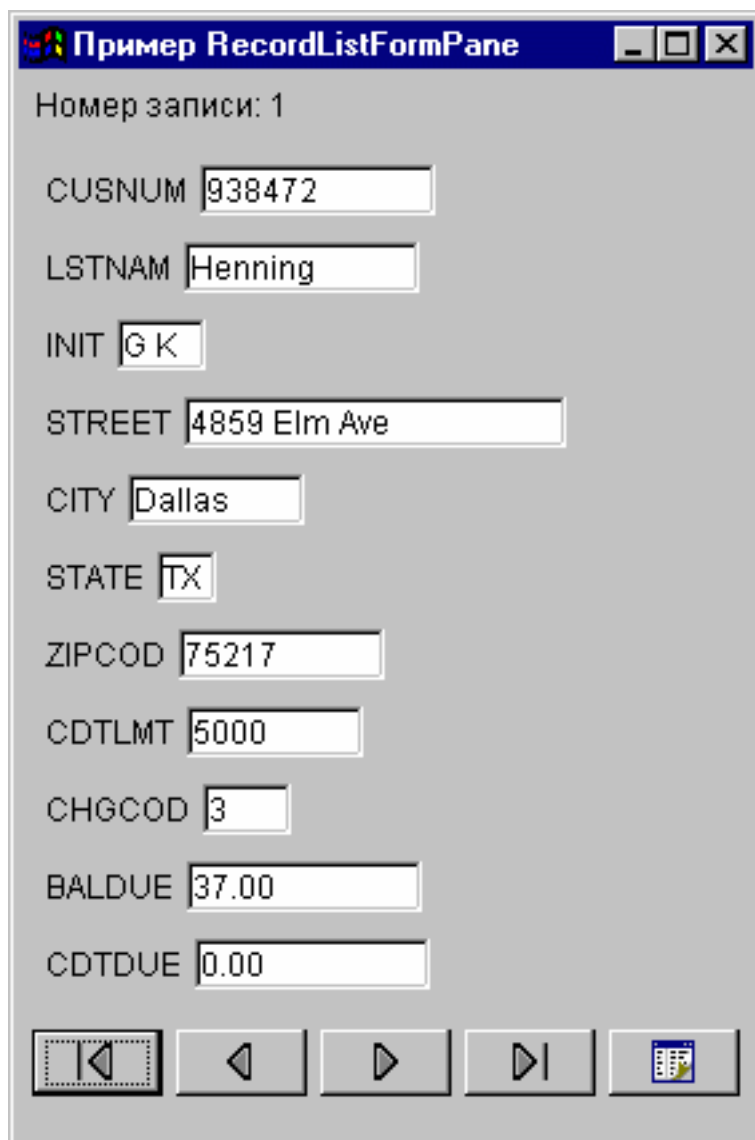 Пример RecordListFormPane
Номер записи: 1
CUSNUM 938472
LSTNAM Henning
INIT G K
STREET 4859 Elm Ave
CITY Dallas
STATE TX
ZIPCOD 75217
CDTLMT 5000
CHGCOD 3
BALDUE 37.00
CDTDUE 0.00